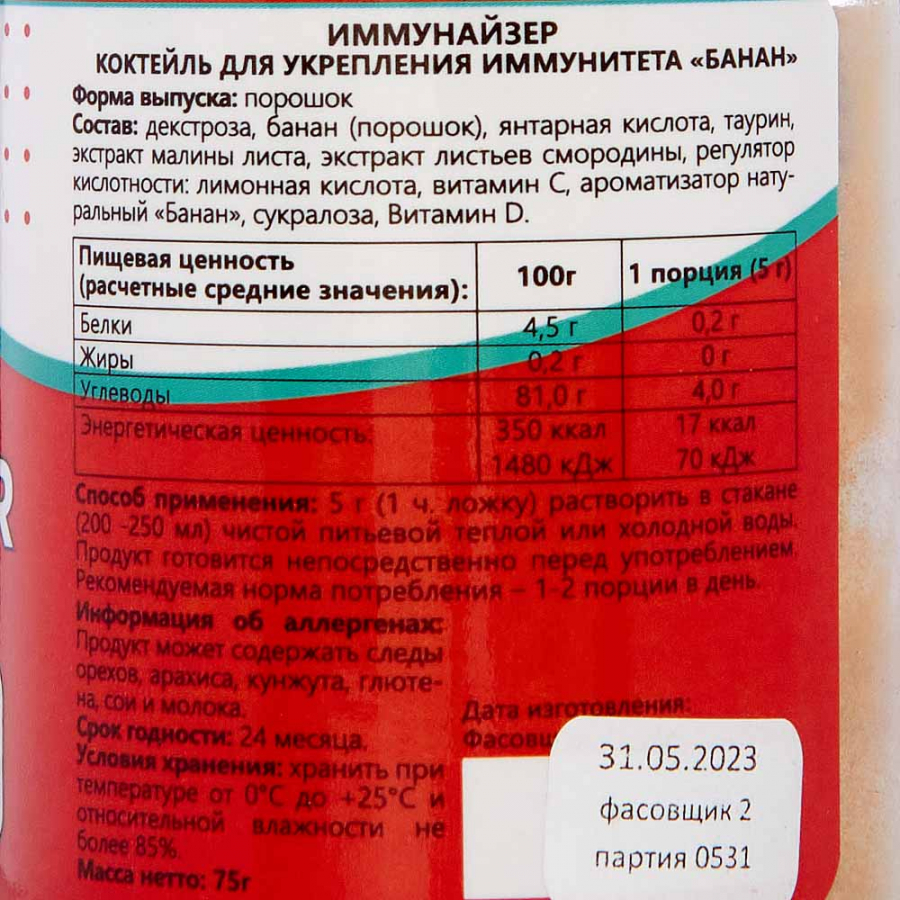 ИММУНАЙЗЕР
КОКТЕЙЛЬ ДЛЯ УКРЕПЛЕНИЯ ИММУНИТЕТА «БАНАН»
Форма выпуска: порошок
Состав: декстроза, банан (порошок), янтарная кислота, таурин,
экстракт малины листа, экстракт листьев смородины, регулятор
кислотности: лимонная кислота, витамин С, ароматизатор нату-
ральный «Банан», сукралоза, Витамин D.
Пищевая ценность
(расчетные средние значения): 100г 1 порция (5 г)
Белки 4,5 г 0,2 г
Жиры 0,2 г 0 г
Углеводы 81,0 г 4,0 г
Энергетическая ценность: 350 ккал 17 ккал
1480 кДж 70 кДж
Способ применения: 5 г (1 ч. ложку) растворить в стакане
(200 -250 мл) чистой питьевой теплой или холодной воды.
Продукт готовится непосредственно перед употреблением.
Рекомендуемая норма потребления – 1-2 порции в день.
Информация об аллергенах:
Продукт может содержать следы
орехов, арахиса, кунжута, глюте-
на, сои и молока.
Срок годности: 24 месяца.
Условия хранения: хранить при
температуре от 0°С до +25°С и
относительной влажности не
более 85%.
Масса нетто: 75г
Дата изготовления:
31.05.2023
фасовщик 2
партия 0531
R